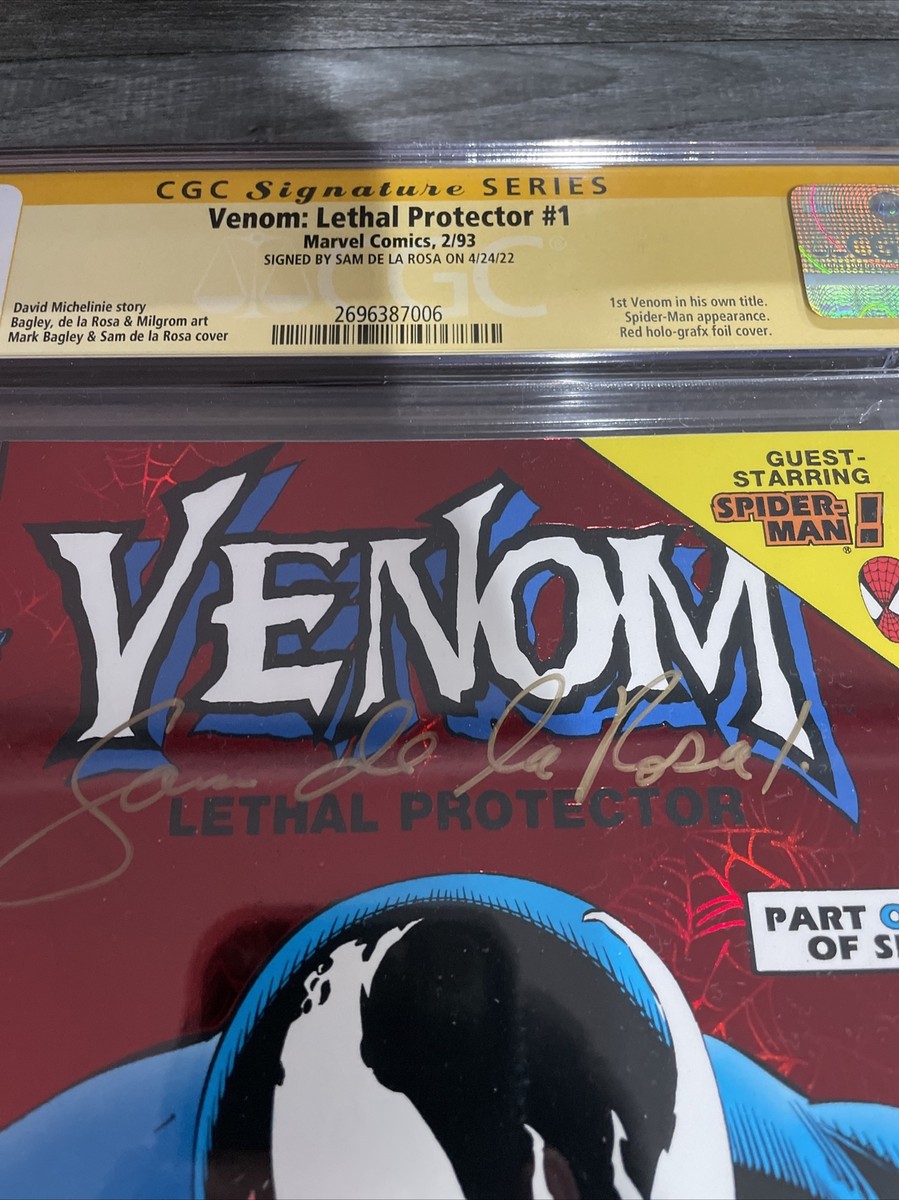 CGC Signature SERIES
Venom: Lethal Protector #1
Marvel Comics, 2/93
SIGNED BY SAM DE LA ROSA ON 4/24/22
David Michelinie story
Bagley, de la Rosa & Milgrom art
Mark Bagley & Sam de la Rosa cover
2696387006
1st Venom in his own title.
Spider-Man appearance.
Red holo-grafx foil cover.
CGC
CGC
GUEST-
STARRING
SPIDER-
MAN!
®
VENOM
Sam de la Rosa!
LETHAL PROTECTOR
PART
OF